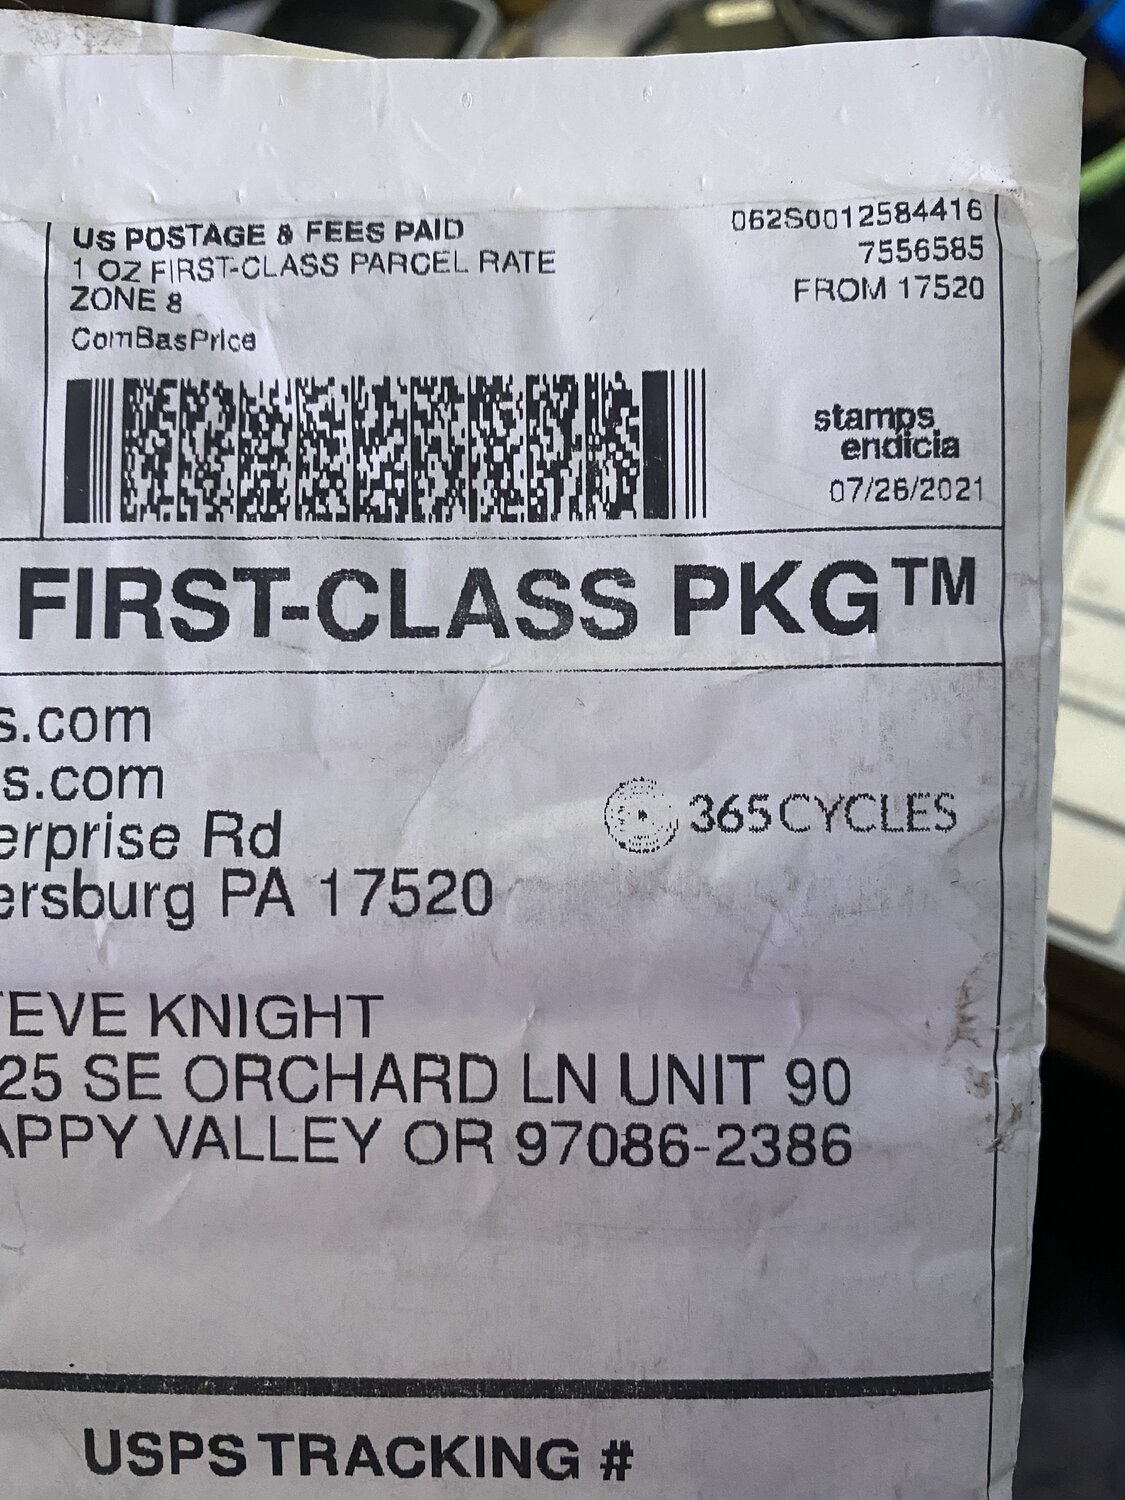 US POSTAGE & FEES PAID
1 OZ FIRST-CLASS PARCEL RATE
ZONE 8
ComBasPrice
062S0012584416
7556585
FROM 17520
stamps
endicia
07/26/2021
FIRST-CLASS PKG™
s.com
s.com
erprise Rd
ersburg PA 17520
365CYCLES
TEVE KNIGHT
25 SE ORCHARD LN UNIT 90
APPY VALLEY OR 97086-2386
USPS TRACKING #